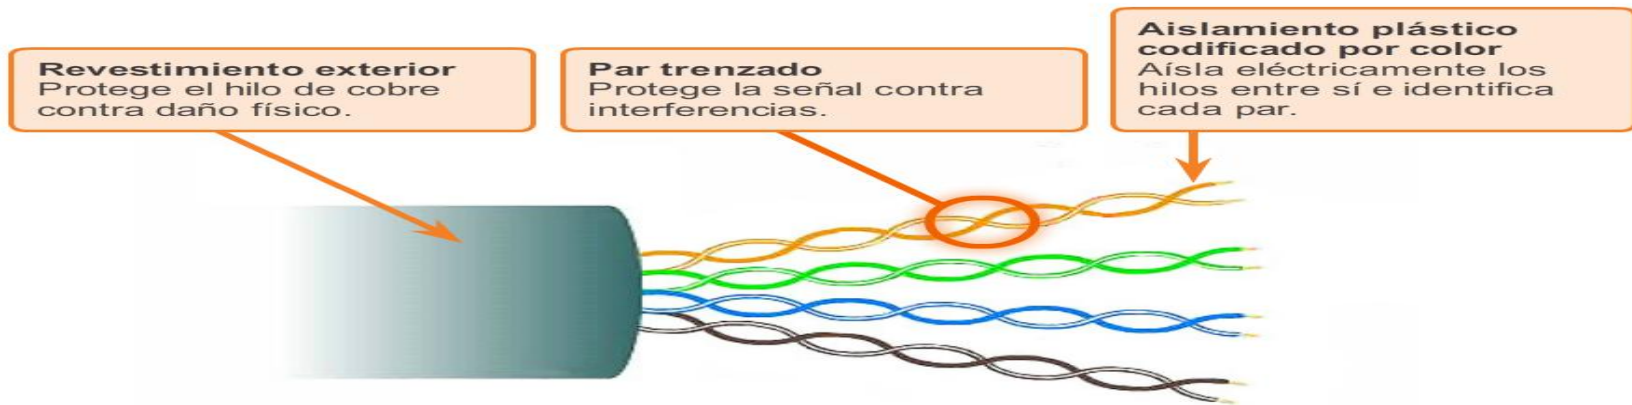 Revestimiento exterior
Protege el hilo de cobre
contra daño físico.
Par trenzado
Protege la señal contra
interferencias.
Aislamiento plástico
codificado por color
Aísla eléctricamente los
hilos entre sí e identifica
cada par.